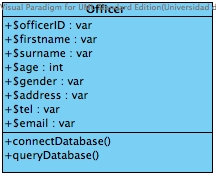 Visual Paradigm for UML Standard Edition(Universidad d
Officer
+$officerID : var
+$firstname : var
+$surname : var
+$age : int
+$gender : var
+$address : var
+$tel : var
+$email : var
+connectDatabase()
+queryDatabase()